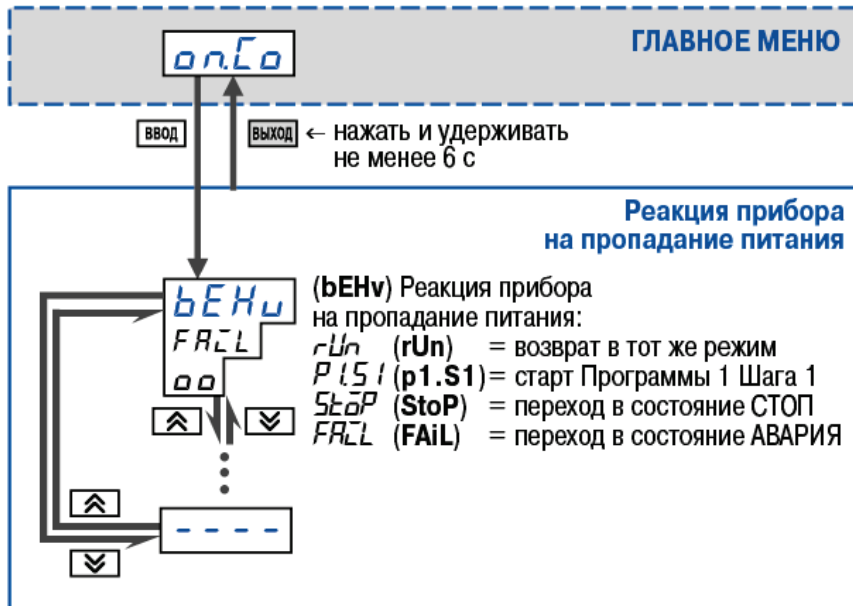 ГЛАВНОЕ МЕНЮ
on.Co
ВВОД
ВЫХОД ← нажать и удерживать
не менее 6 с
Реакция прибора
на пропадание питания
bEHv
FAiL
oo
(bEHv) Реакция прибора
на пропадание питания:
rUn (rUn) = возврат в тот же режим
P1.S1 (p1.S1)= старт Программы 1 Шага 1
StoP (StoP) = переход в состояние СТОП
FAiL (FAiL) = переход в состояние АВАРИЯ
- - - -